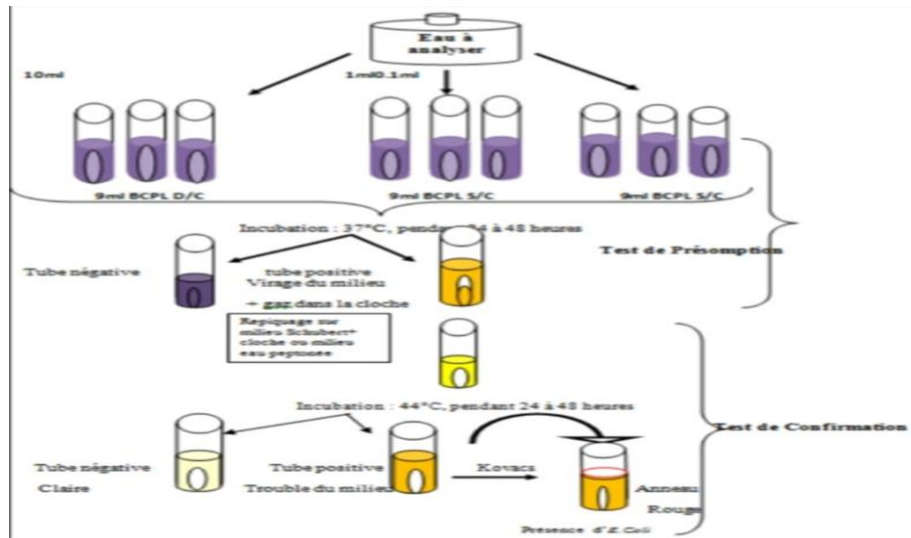 Eau à
analyser
10ml
1ml0.1ml
9ml BCPL D/C
9ml BCPL S/C
9ml BCPL S/C
Incubation : 37°C, pendant 24 à 48 heures
Test de Présomption
Tube négative
tube positive
Virage du milieu
+ gaz dans la cloche
Repiquage sur
milieu Schubert+
cloche ou milieu
eau peptonée
Incubation : 44°C, pendant 24 à 48 heures
Test de Confirmation
Tube négative
Claire
Tube positive
Trouble du milieu
Kovacs
Anneau
Rouge
Présence d'E.Coli